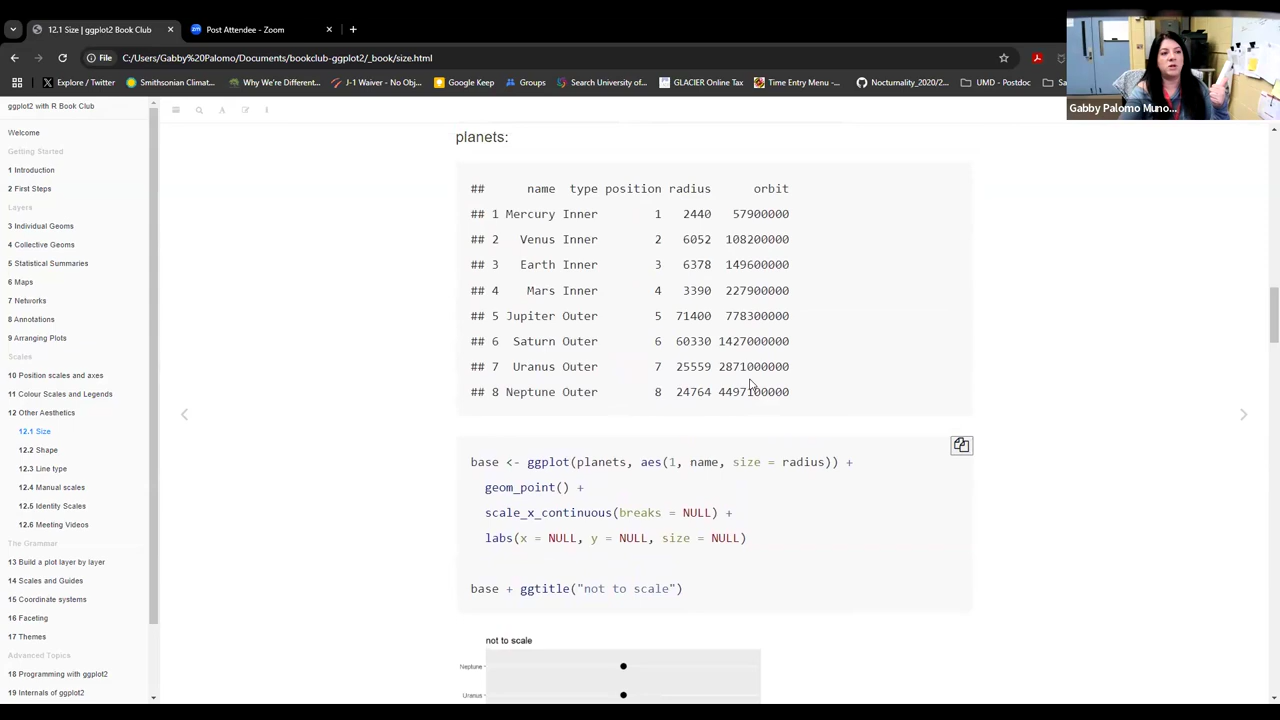 12.1 Size | ggplot2 Book Club
Post Attendee - Zoom
File
C:/Users/Gabby%20Palomo/Documents/bookclub-ggplot2/_book/size.html
Explore / Twitter
Smithsonian Climat...
Why We're Different...
J-1 Waiver - No Obj...
Google Keep
Groups
Search University of...
GLACIER Online Tax
Time Entry Menu -...
Nocturnality_2020/2...
UMD - Postdoc
Gabby Palomo Muno...
ggplot2 with R Book Club
Welcome
Getting Started
1 Introduction
2 First Steps
Layers
3 Individual Geoms
4 Collective Geoms
5 Statistical Summaries
6 Maps
7 Networks
8 Annotations
9 Arranging Plots
Scales
10 Position scales and axes
11 Colour Scales and Legends
12 Other Aesthetics
12.1 Size
12.2 Shape
12.3 Line type
12.4 Manual scales
12.5 Identity Scales
12.6 Meeting Videos
The Grammar
13 Build a plot layer by layer
14 Scales and Guides
15 Coordinate systems
16 Faceting
17 Themes
Advanced Topics
18 Programming with ggplot2
19 Internals of ggplot2
planets:
## name type position radius orbit
## 1 Mercury Inner 1 2440 57900000
## 2 Venus Inner 2 6052 108200000
## 3 Earth Inner 3 6378 149600000
## 4 Mars Inner 4 3390 227900000
## 5 Jupiter Outer 5 71400 778300000
## 6 Saturn Outer 6 60330 1427000000
## 7 Uranus Outer 7 25559 2871000000
## 8 Neptune Outer 8 24764 4497100000
base <- ggplot(planets, aes(1, name, size = radius)) +
geom_point() +
scale_x_continuous(breaks = NULL) +
labs(x = NULL, y = NULL, size = NULL)
base + ggtitle("not to scale")
not to scale
Neptune
Uranus